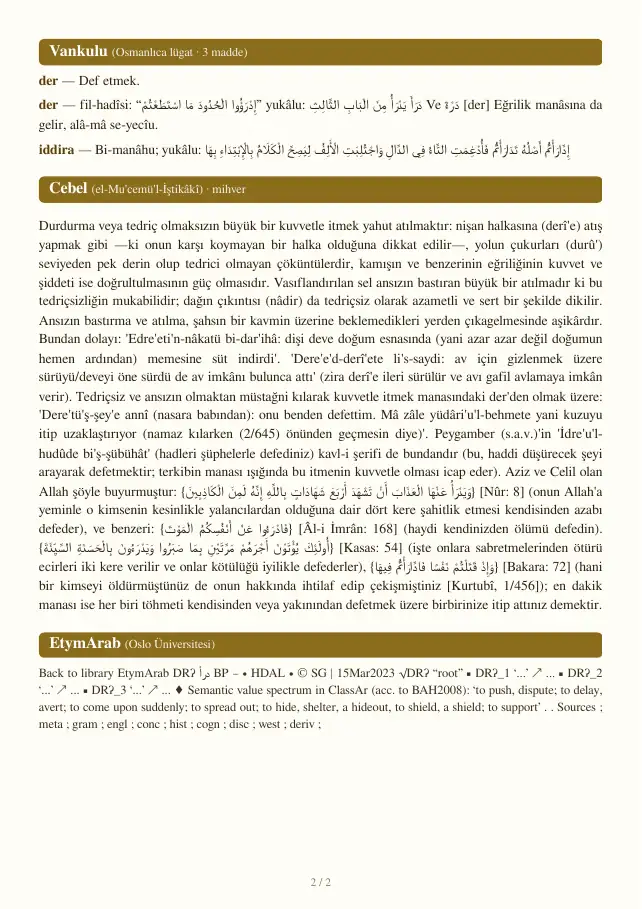 Vankulu (Osmanlıca lügat · 3 madde)
der — Def etmek.
der — fil-hadîsi: “إِدْرَؤُوا الْحُدُودَ مَا اسْتَطَعْتُمْ” yukâlu: دَرَأَ يَدْرَأُ مِنَ الْبَابِ الثَّالِثِ Ve دَرْءٌ [der] Eğrilik manâsına da
gelir, alâ-mâ se-yecîu.
iddira — Bi-manâhu; yukâlu: إِدَّارَأْتُمْ أَصْلُهُ تَدَارَأْتُمْ فَأُدْغِمَتِ التَّاءُ فِي الدَّالِ وَاجْتُلِبَتِ الْأَلِفُ لِيَصِحَّ الْكَلَامُ بِالْإِبْتِدَاءِ بِهَا
Cebel (el-Mu'cemü'l-İştikâkî) · mihver
Durdurma veya tedriç olmaksızın büyük bir kuvvetle itmek yahut atılmaktır: nişan halkasına (derî'e) atış
yapmak gibi —ki onun karşı koymayan bir halka olduğuna dikkat edilir—, yolun çukurları (durû')
seviyeden pek derin olup tedrici olmayan çöküntülerdir, kamışın ve benzerinin eğriliğinin kuvvet ve
şiddeti ise doğrultulmasının güç olmasıdır. Vasıflandırılan sel ansızın bastıran büyük bir atılmadır ki bu
tedriçsizliğin mukabilidir; dağın çıkıntısı (nâdir) da tedriçsiz olarak azametli ve sert bir şekilde dikilir.
Ansızın bastırma ve atılma, şahsın bir kavmin üzerine beklemedikleri yerden çıkagelmesinde aşikârdır.
Bundan dolayı: 'Edre'eti'n-nâkatü bi-dar'ihâ: dişi deve doğum esnasında (yani azar azar değil doğumun
hemen ardından) memesine süt indirdi'. 'Dere'e'd-derî'ete li's-saydi: av için gizlenmek üzere
sürüyü/deveyi öne sürdü de av imkânı bulunca attı' (zira derî'e ileri sürülür ve avı gafil avlamaya imkân
verir). Tedriçsiz ve ansızın olmaktan müstağni kılarak kuvvetle itmek manasındaki der'den olmak üzere:
'Dere'tü'ş-şey'e annî (nasara babından): onu benden defettim. Mâ zâle yüdâri'u'l-behmete yani kuzuyu
itip uzaklaştırıyor (namaz kılarken (2/645) önünden geçmesin diye)'. Peygamber (s.a.v.)'in 'İdre'u'l-
hudûde bi'ş-şübühât' (hadleri şüphelerle defediniz) kavl-i şerifi de bundandır (bu, haddi düşürecek şeyi
arayarak defetmektir; terkibin manası ışığında bu itmenin kuvvetle olması icap eder). Aziz ve Celil olan
Allah şöyle buyurmuştur: {وَيَدْرَأُ عَنْهَا الْعَذَابَ أَنْ تَشْهَدَ أَرْبَعَ شَهَادَاتٍ بِاللَّهِ إِنَّهُ لَمِنَ الْكَاذِبِينَ} [Nûr: 8] (onun Allah'a
yeminle o kimsenin kesinlikle yalancılardan olduğuna dair dört kere şahitlik etmesi kendisinden azabı
defeder), ve benzeri: {فَادْرَءُوا عَنْ أَنْفُسِكُمُ الْمَوْتَ} [Âl-i İmrân: 168] (haydi kendinizden ölümü defedin).
{أُولَٰئِكَ يُؤْتَوْنَ أَجْرَهُمْ مَرَّتَيْنِ بِمَا صَبَرُوا وَيَدْرَءُونَ بِالْحَسَنَةِ السَّيِّئَةَ} [Kasas: 54] (işte onlara sabretmelerinden ötürü
ecirleri iki kere verilir ve onlar kötülüğü iyilikle defederler), {وَإِذْ قَتَلْتُمْ نَفْسًا فَادَّارَأْتُمْ فِيهَا} [Bakara: 72] (hani
bir kimseyi öldürmüştünüz de onun hakkında ihtilaf edip çekişmiştiniz [Kurtubî, 1/456]); en dakik
manası ise her biri töhmeti kendisinden veya yakınından defetmek üzere birbirinize itip attınız demektir.
EtymArab (Oslo Üniversitesi)
Back to library EtymArab DRʔ درأ BP – • HDAL • © SG | 15Mar2023 √DRʔ “root” ▪ DRʔ_1 ‘...’ ↗ ... ▪ DRʔ_2
‘...’ ↗ ... ▪ DRʔ_3 ‘...’ ↗ ... ♦ Semantic value spectrum in ClassAr (acc. to BAH2008): ‘to push, dispute; to delay,
avert; to come upon suddenly; to spread out; to hide, shelter, a hideout, to shield, a shield; to support’ . . Sources ;
meta ; gram ; engl ; conc ; hist ; cogn ; disc ; west ; deriv ;
2 / 2